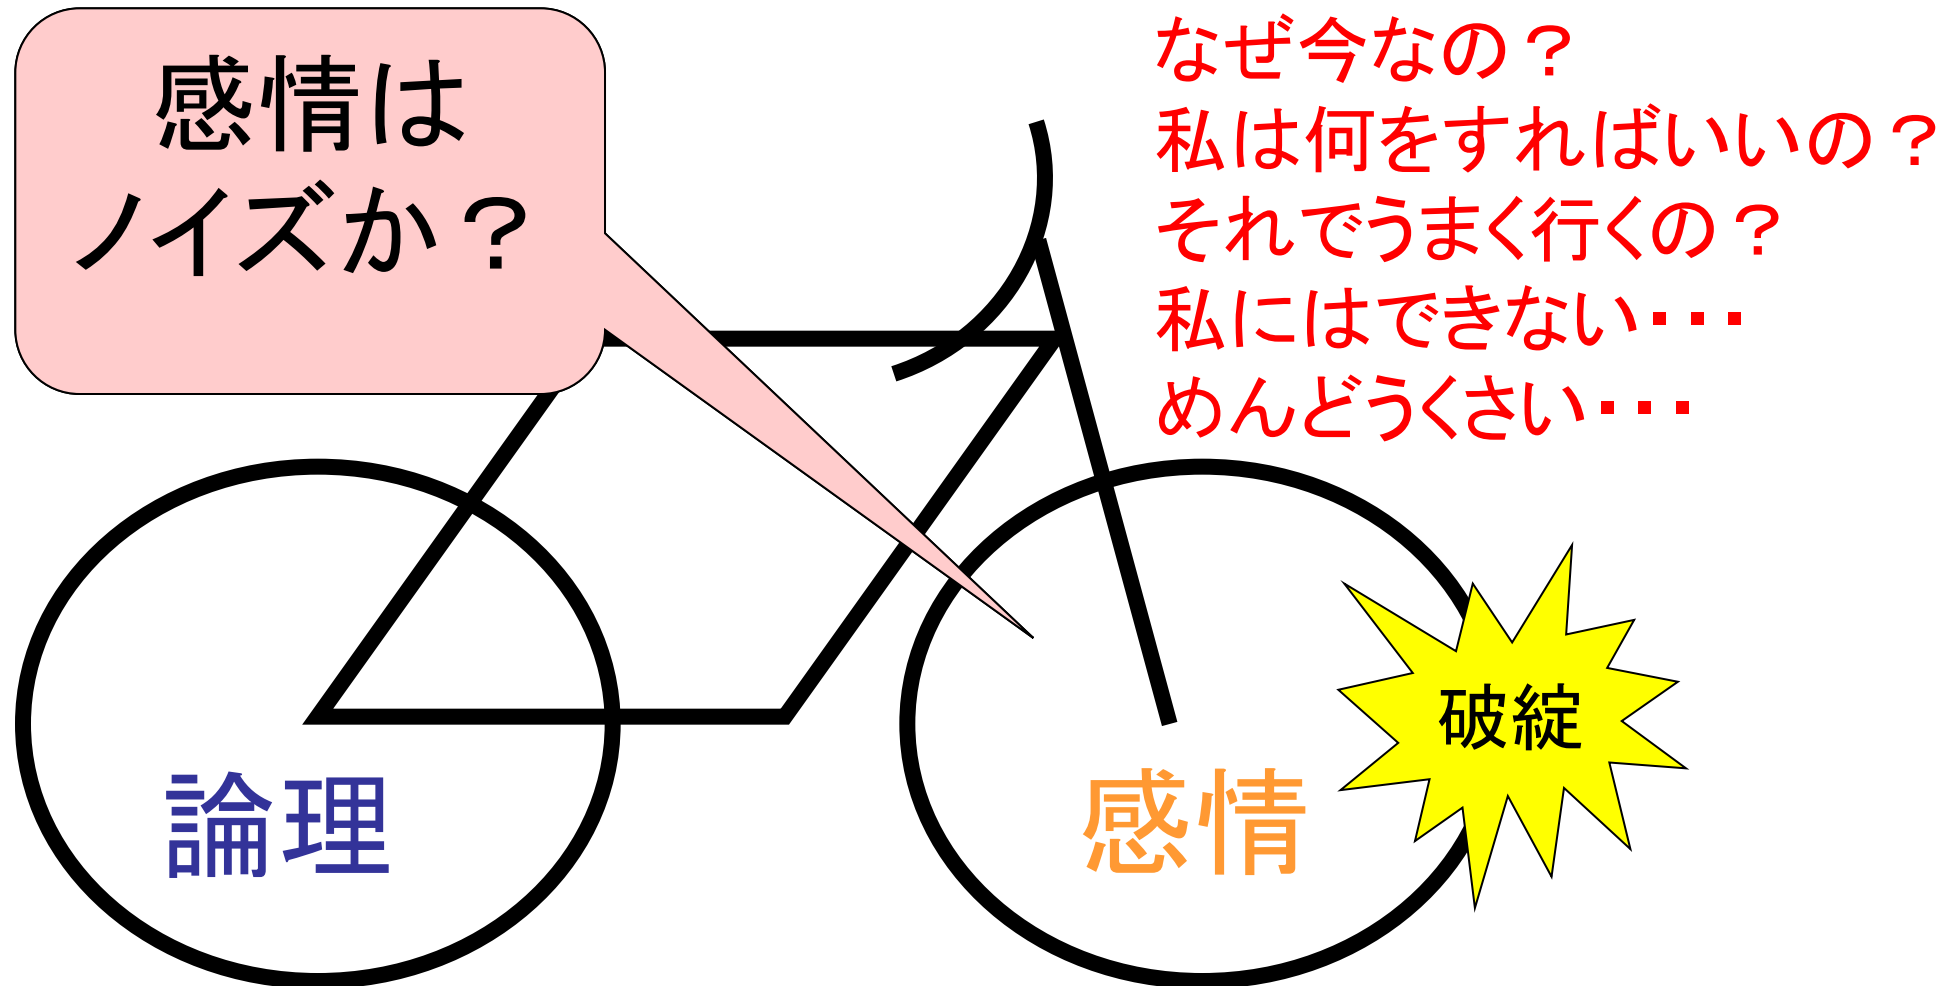 感情は
ノイズか？
なぜ今なの？
私は何をすればいいの？
それでうまく行くの？
私にはできない・・・
めんどうくさい・・・
破綻
論理
感情